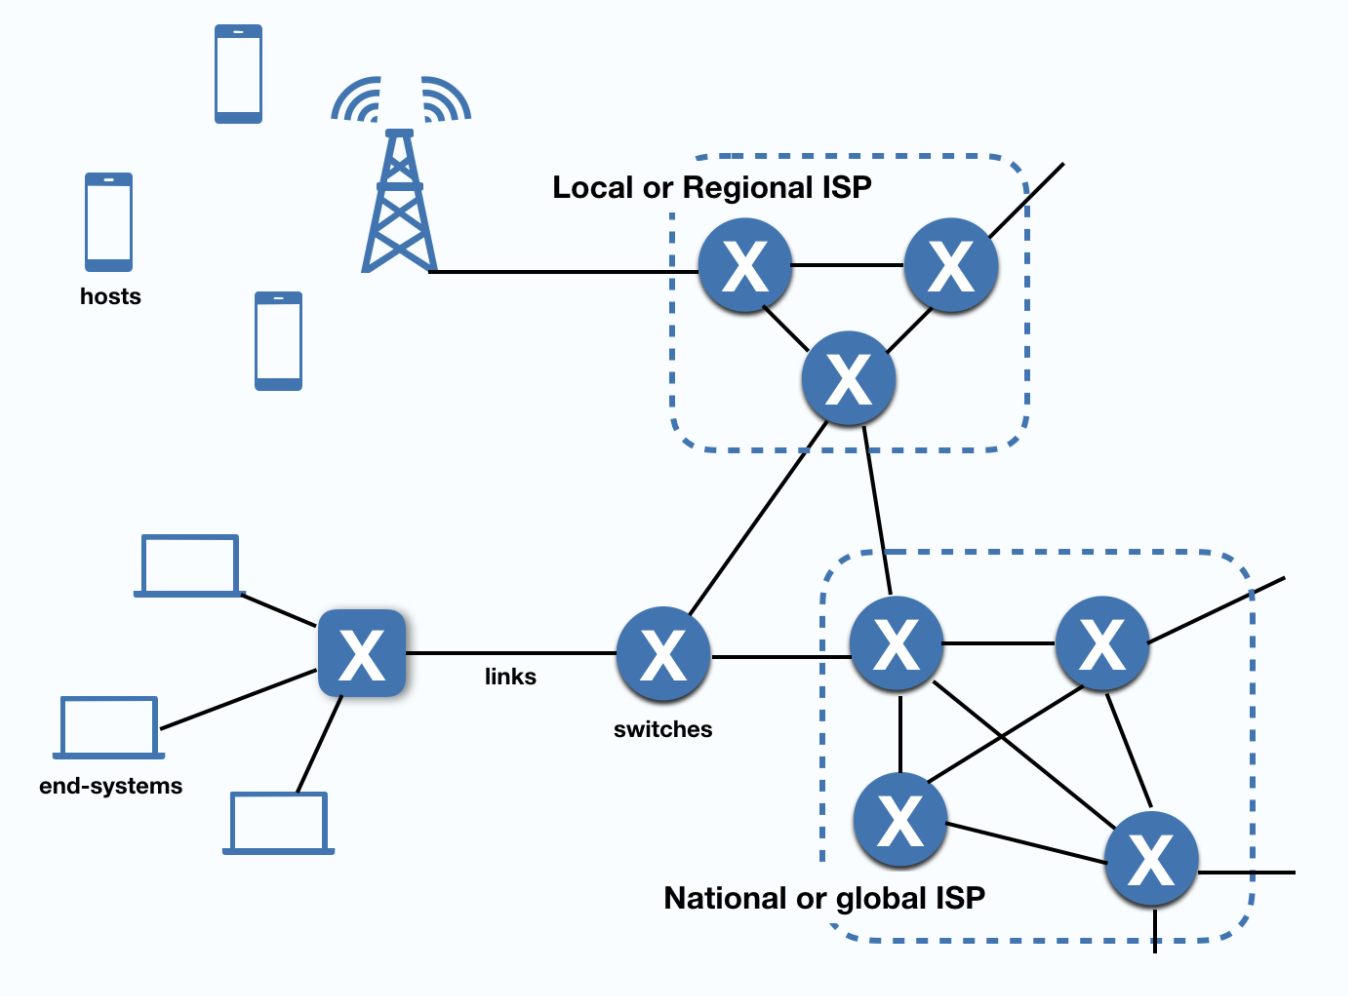 Local or Regional ISP
X
X
hosts
X
X
X
links
switches
X
X
end-systems
X
X
National or global ISP